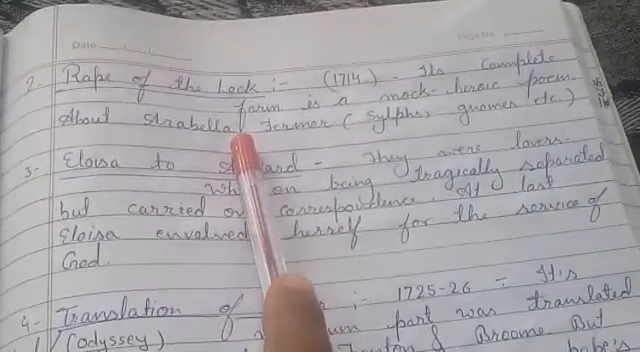 Date
Page No
2- Rape of the Lock :- (1714) - Its Complete
form is a mock-heroic poem
About Arabella Fermor (Sylphs, gnomes etc.)
3- Eloisa to - They were lovers.
Who on being tragically separated
but carried on correspondence. At last
Eloisa envolved herself for the service of
God.
4- Translation of :- 1725-26 - It's
(Odyssey) part was translated
& Broome But